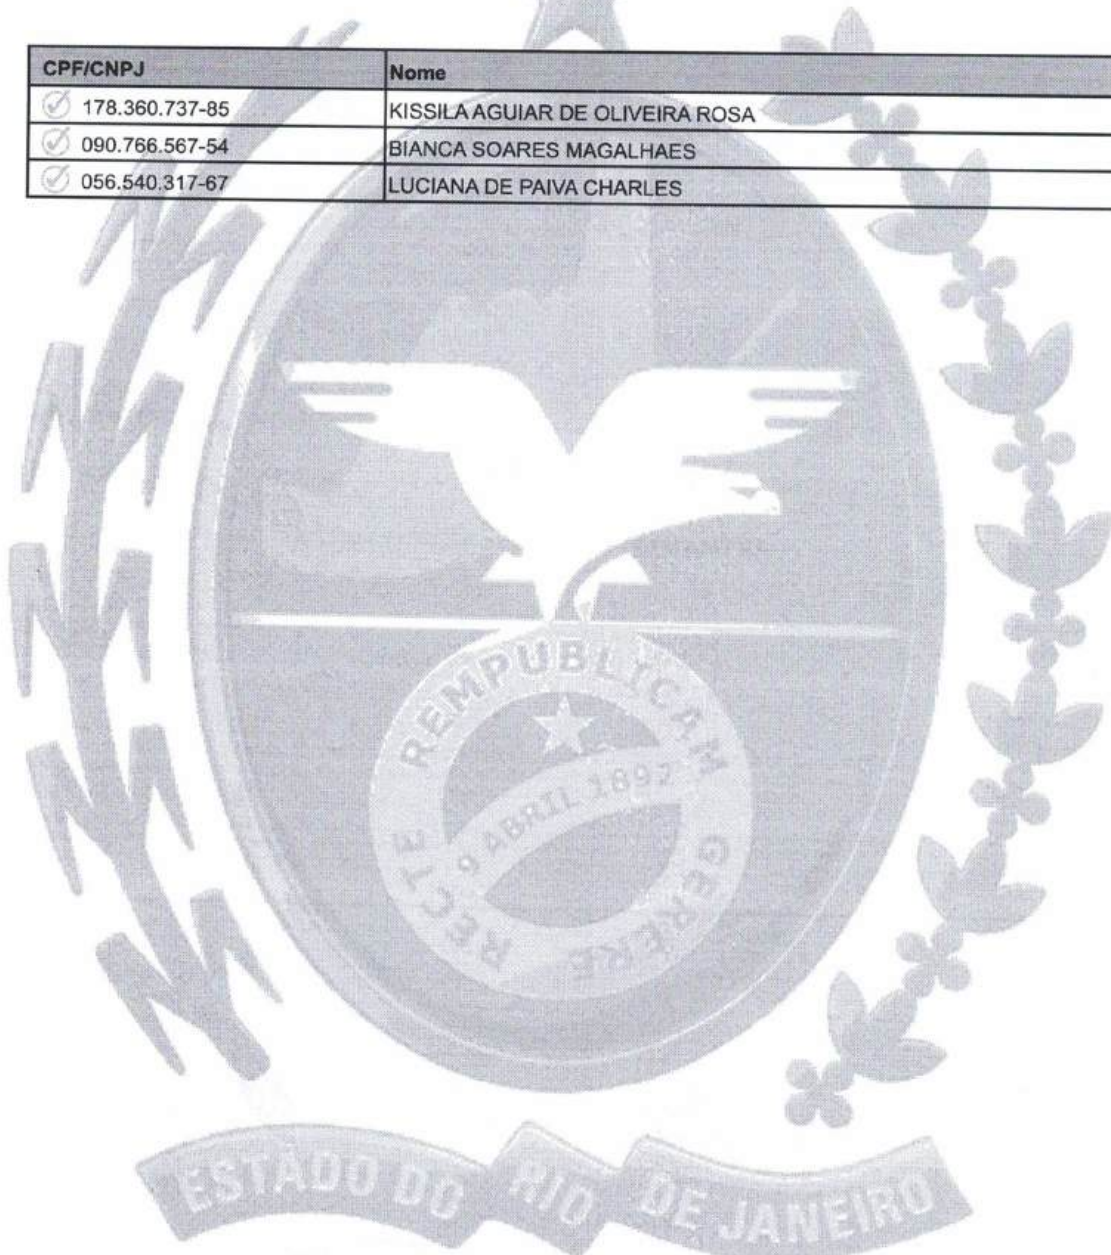 CPF/CNPJ Nome
178.360.737-85 KISSILA AGUIAR DE OLIVEIRA ROSA
090.766.567-54 BIANCA SOARES MAGALHAES
056.540.317-67 LUCIANA DE PAIVA CHARLES
RECTE REMPUBLICAM GERERE
9 ABRIL 1892
ESTADO DO RIO DE JANEIRO